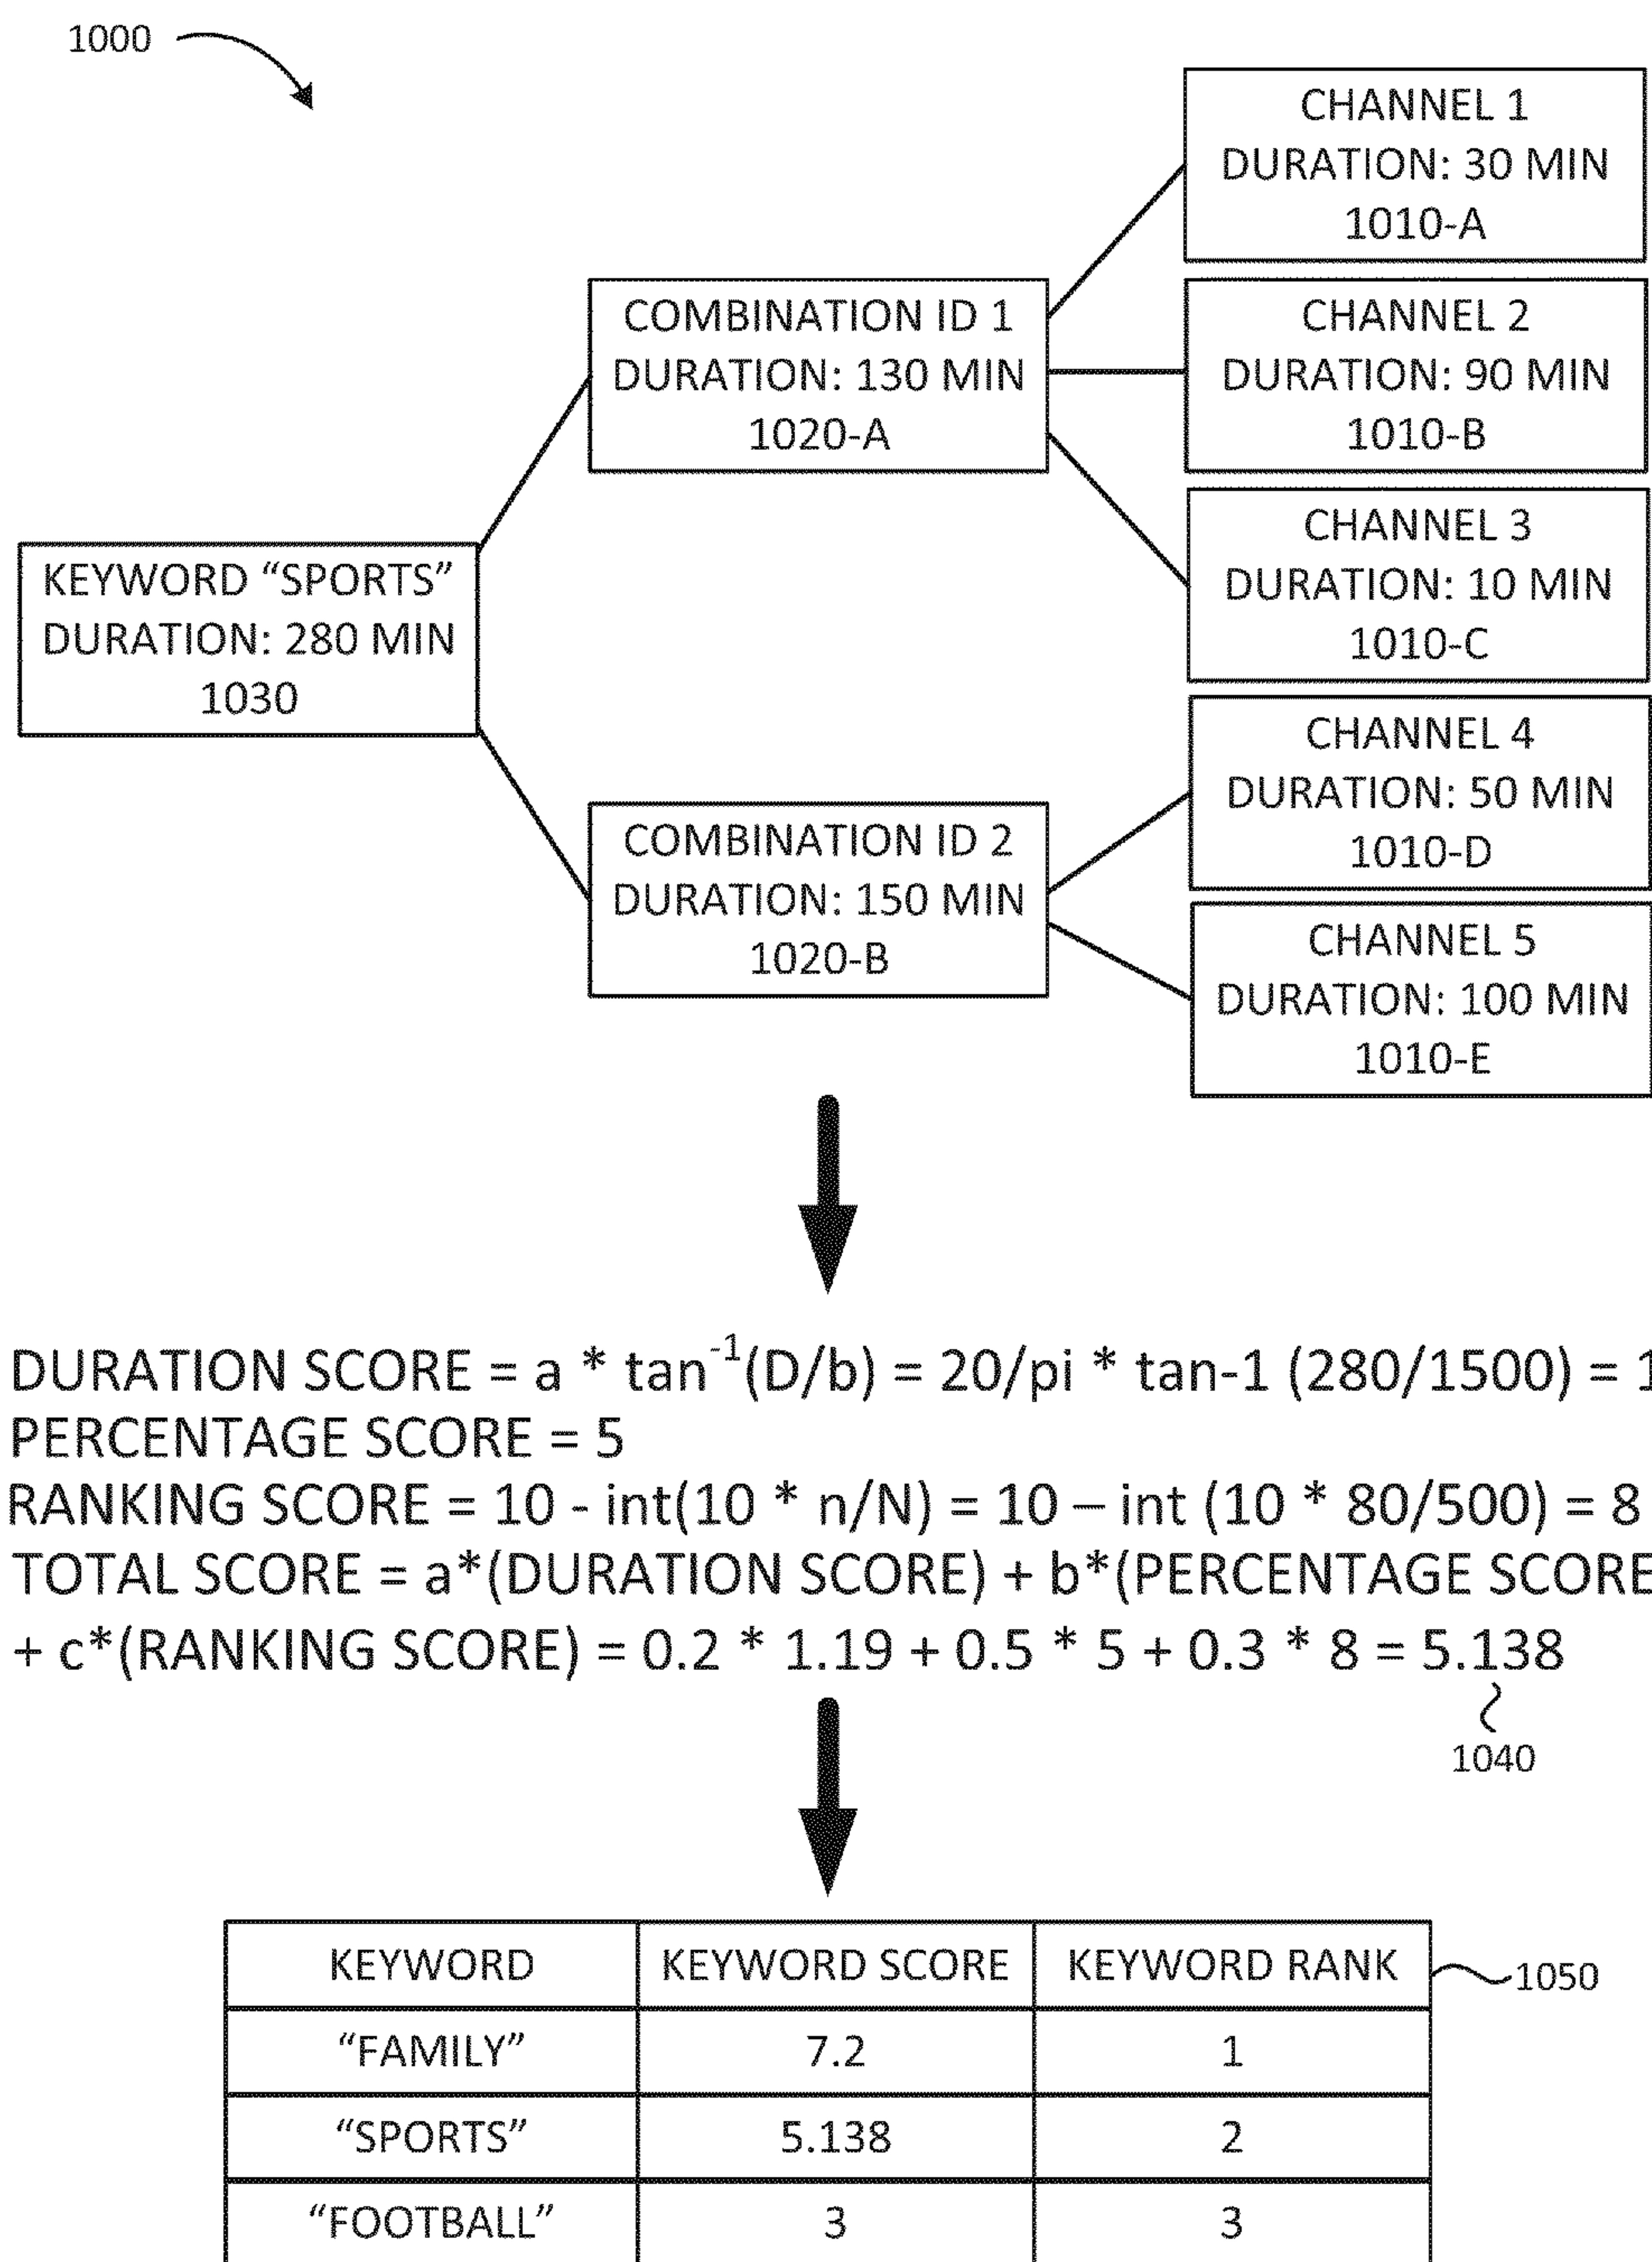 1000
CHANNEL 1
DURATION: 30 MIN
1010-A
COMBINATION ID 1
DURATION: 130 MIN
1020-A
CHANNEL 2
DURATION: 90 MIN
1010-B
CHANNEL 3
DURATION: 10 MIN
1010-C
KEYWORD “SPORTS”
DURATION: 280 MIN
1030
CHANNEL 4
DURATION: 50 MIN
1010-D
COMBINATION ID 2
DURATION: 150 MIN
1020-B
CHANNEL 5
DURATION: 100 MIN
1010-E
DURATION SCORE = a * tan⁻¹(D/b) = 20/pi * tan-1 (280/1500) = 1
PERCENTAGE SCORE = 5
RANKING SCORE = 10 - int(10 * n/N) = 10 – int (10 * 80/500) = 8
TOTAL SCORE = a*(DURATION SCORE) + b*(PERCENTAGE SCORE
+ c*(RANKING SCORE) = 0.2 * 1.19 + 0.5 * 5 + 0.3 * 8 = 5.138
1040
KEYWORD KEYWORD SCORE KEYWORD RANK
1050
“FAMILY” 7.2 1
“SPORTS” 5.138 2
“FOOTBALL” 3 3